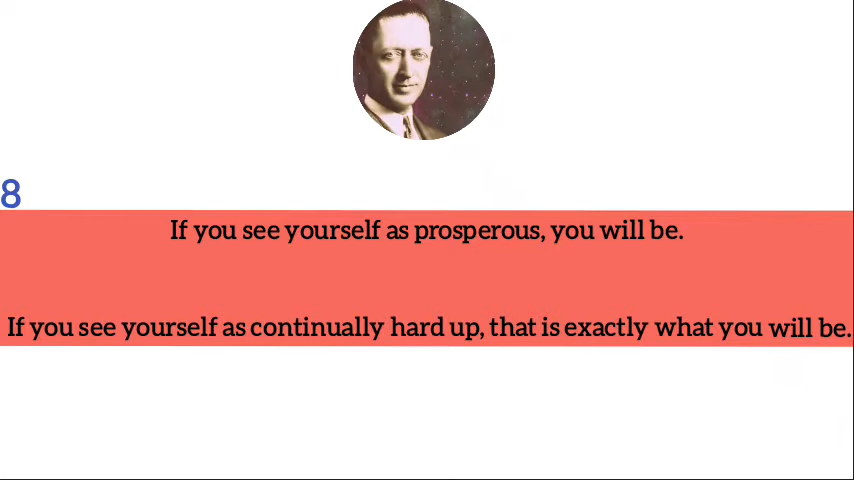 8
If you see yourself as prosperous, you will be.
If you see yourself as continually hard up, that is exactly what you will be.